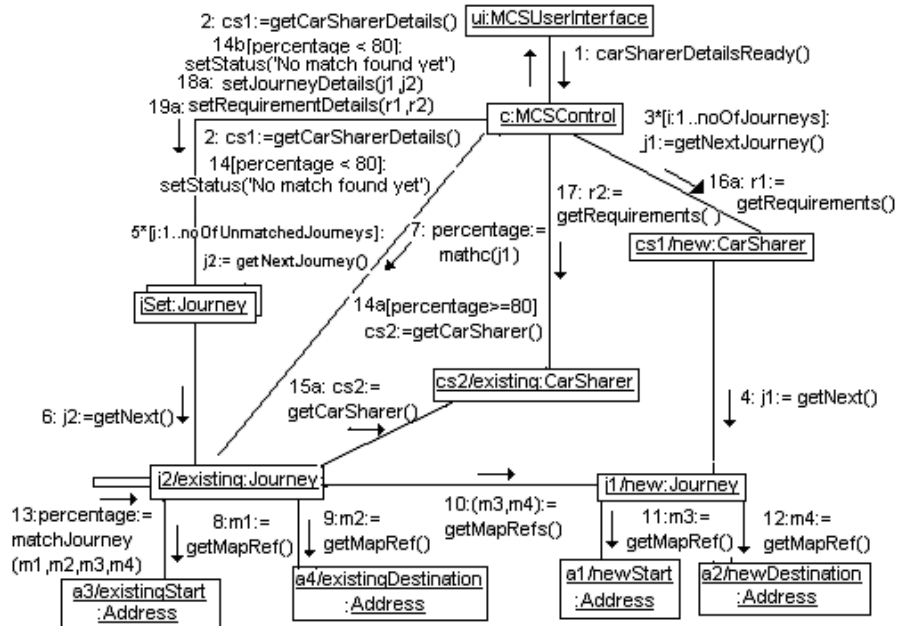 2: cs1:=getCarSharerDetails()
14b[percentage < 80]:
setStatus('No match found yet')
18a: setJourneyDetails(j1,j2)
19a: setRequirementDetails(r1,r2)
ui:MCSUserInterface
1: carSharerDetailsReady()
c:MCSControl
2: cs1:=getCarSharerDetails()
14[percentage < 80]:
setStatus('No match found yet')
3*[i:1..noOfJourneys]:
j1:=getNextJourney()
16a: r1:=
getRequirements()
17: r2:=
getRequirements( )
5*[j:1..noOfUnmatchedJourneys]:
j2:= getNextJourney()
7: percentage:=
mathc(j1)
cs1/new:CarSharer
jSet:Journey
14a[percentage>=80]
cs2:=getCarSharer()
cs2/existing:CarSharer
15a: cs2:=
getCarSharer()
6: j2:=getNext()
4: j1:= getNext()
j2/existing:Journey
j1/new:Journey
13:percentage:=
matchJourney
(m1,m2,m3,m4)
8:m1:=
getMapRef()
9:m2:=
getMapRef()
10:(m3,m4):=
getMapRefs()
11:m3:=
getMapRef()
12:m4:=
getMapRef()
a3/existingStart
:Address
a4/existingDestination
:Address
a1/newStart
:Address
a2/newDestination
:Address